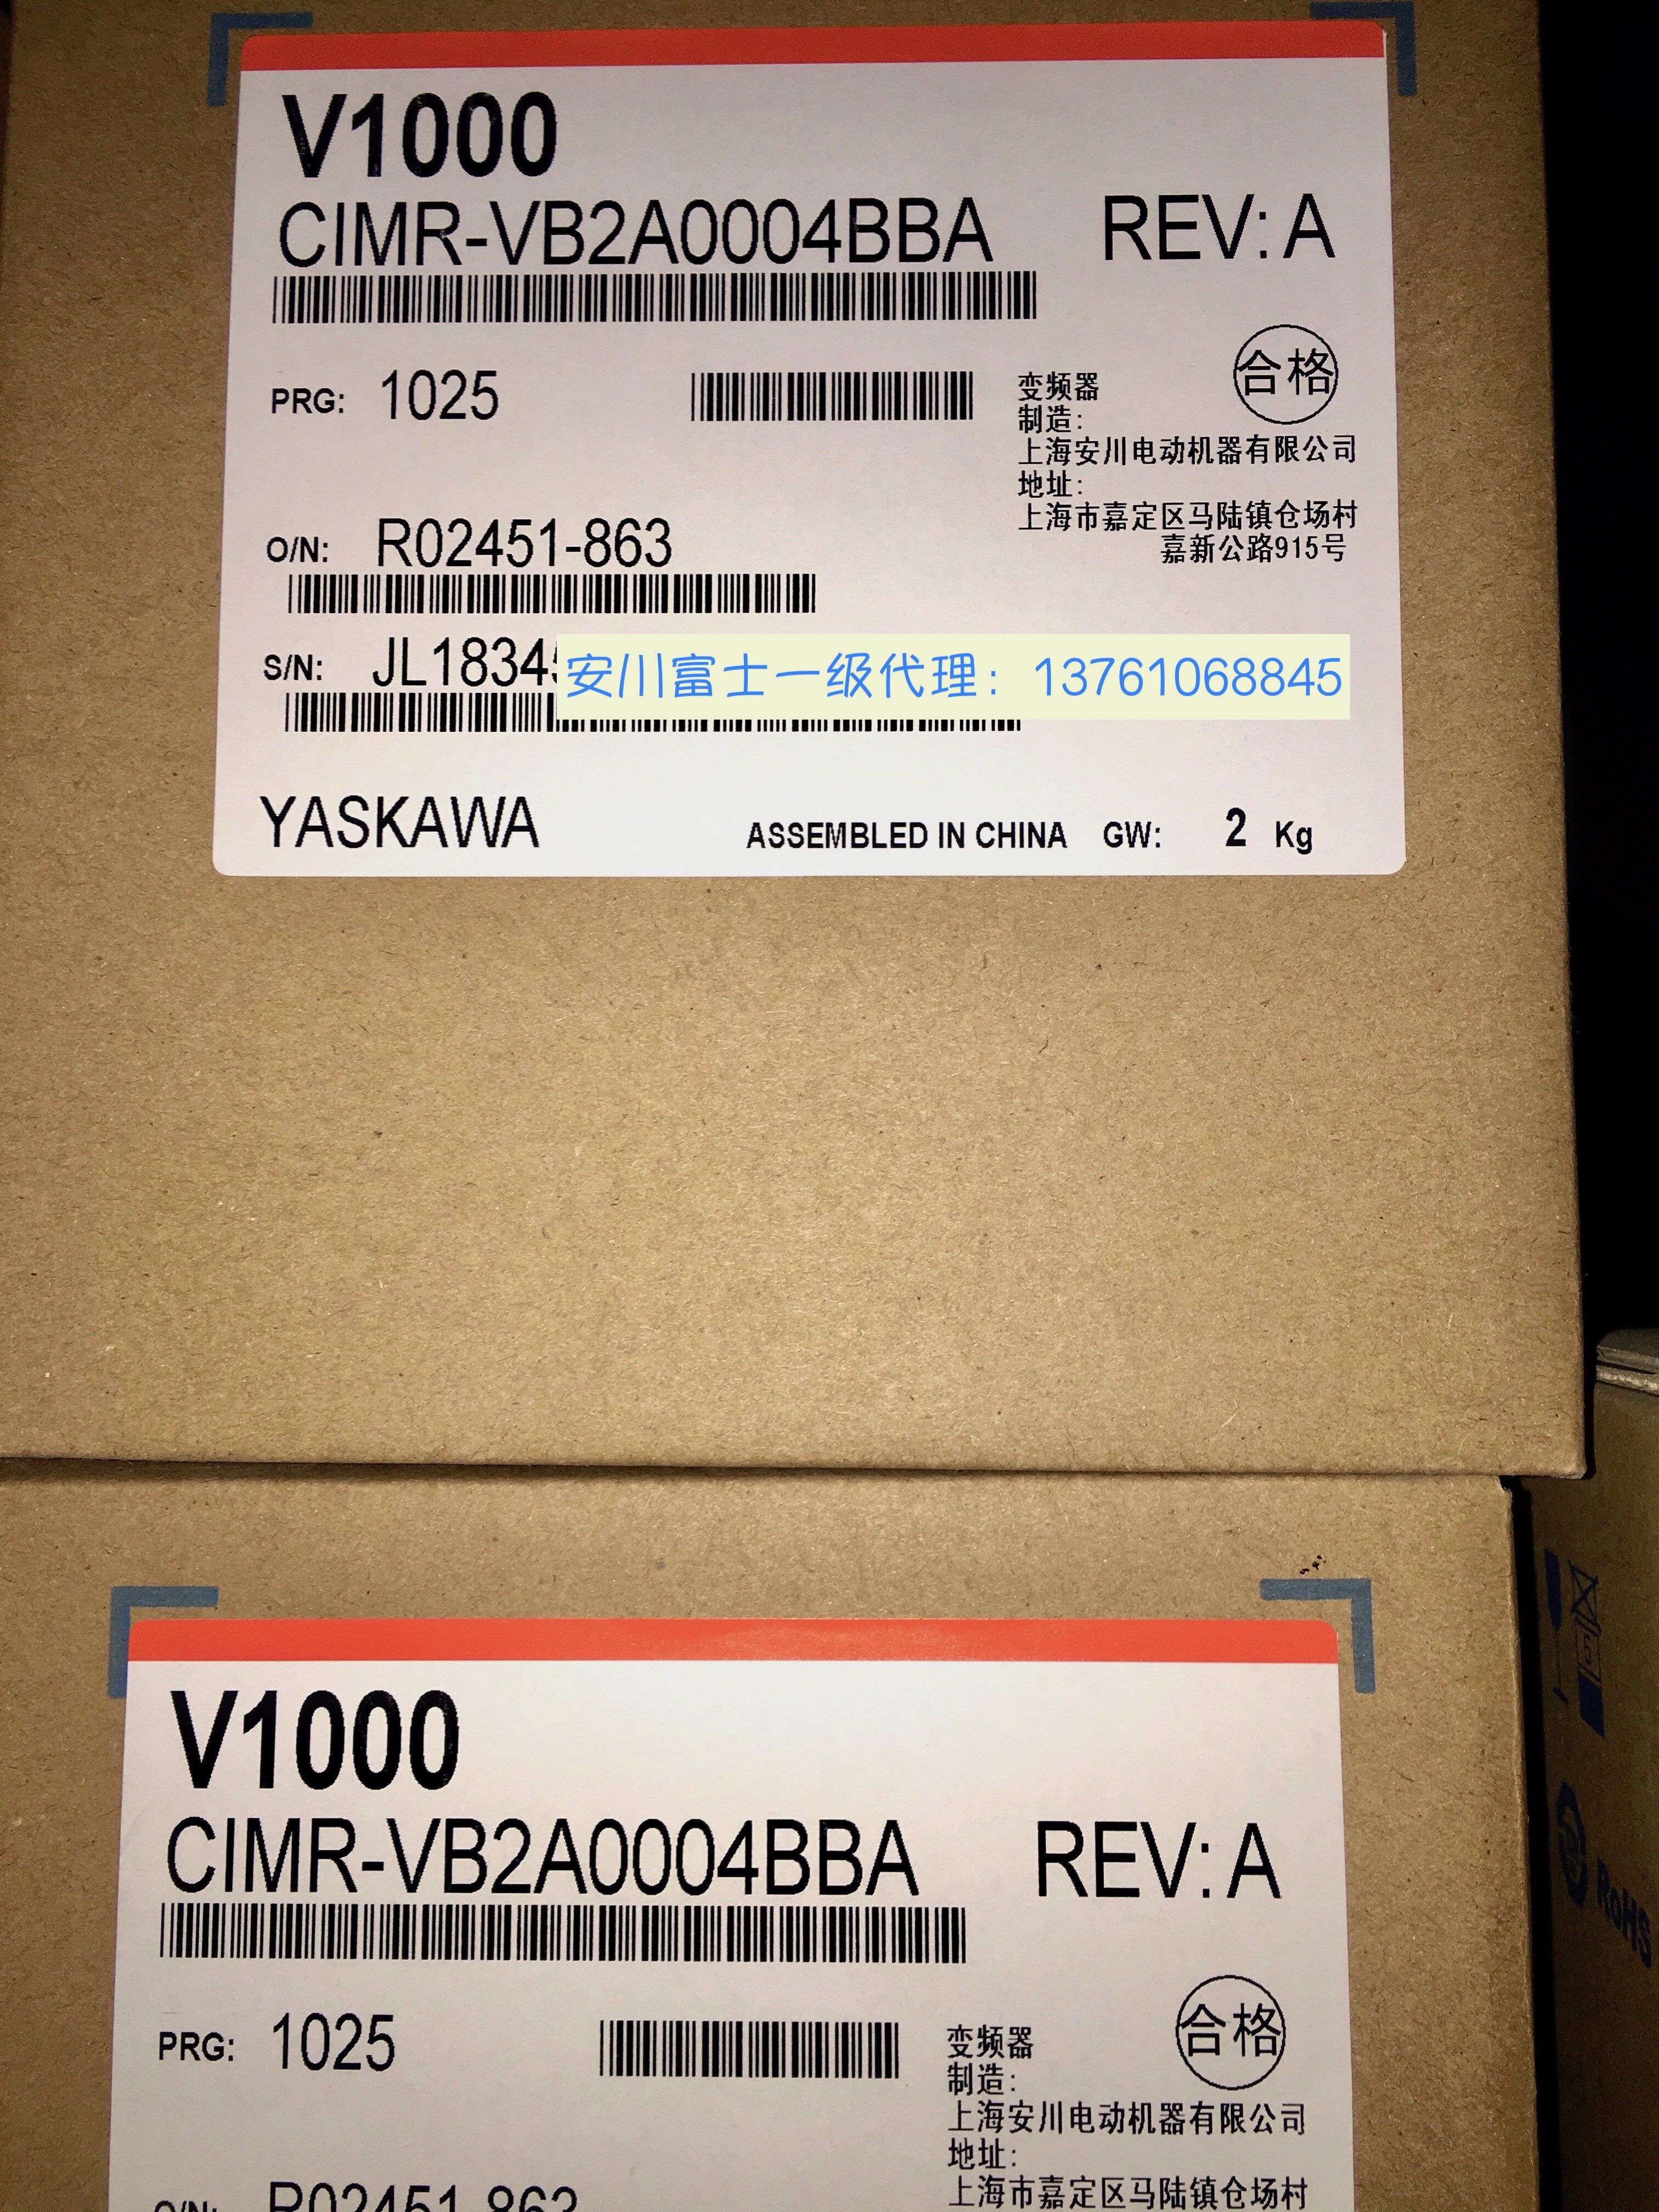 V1000
CIMR-VB2A0004BBA REV: A
PRG: 1025
合格
变频器
制造:
上海安川电动机器有限公司
地址:
上海市嘉定区马陆镇仓场村
嘉新公路915号
O/N: R02451-863
S/N: JL1834
安川富士一级代理: 13761068845
YASKAWA ASSEMBLED IN CHINA GW: 2 Kg
V1000
CIMR-VB2A0004BBA REV: A
PRG: 1025
合格
变频器
制造:
上海安川电动机器有限公司
地址:
上海市嘉定区马陆镇仓场村
O/N: R02451-863
RoHS